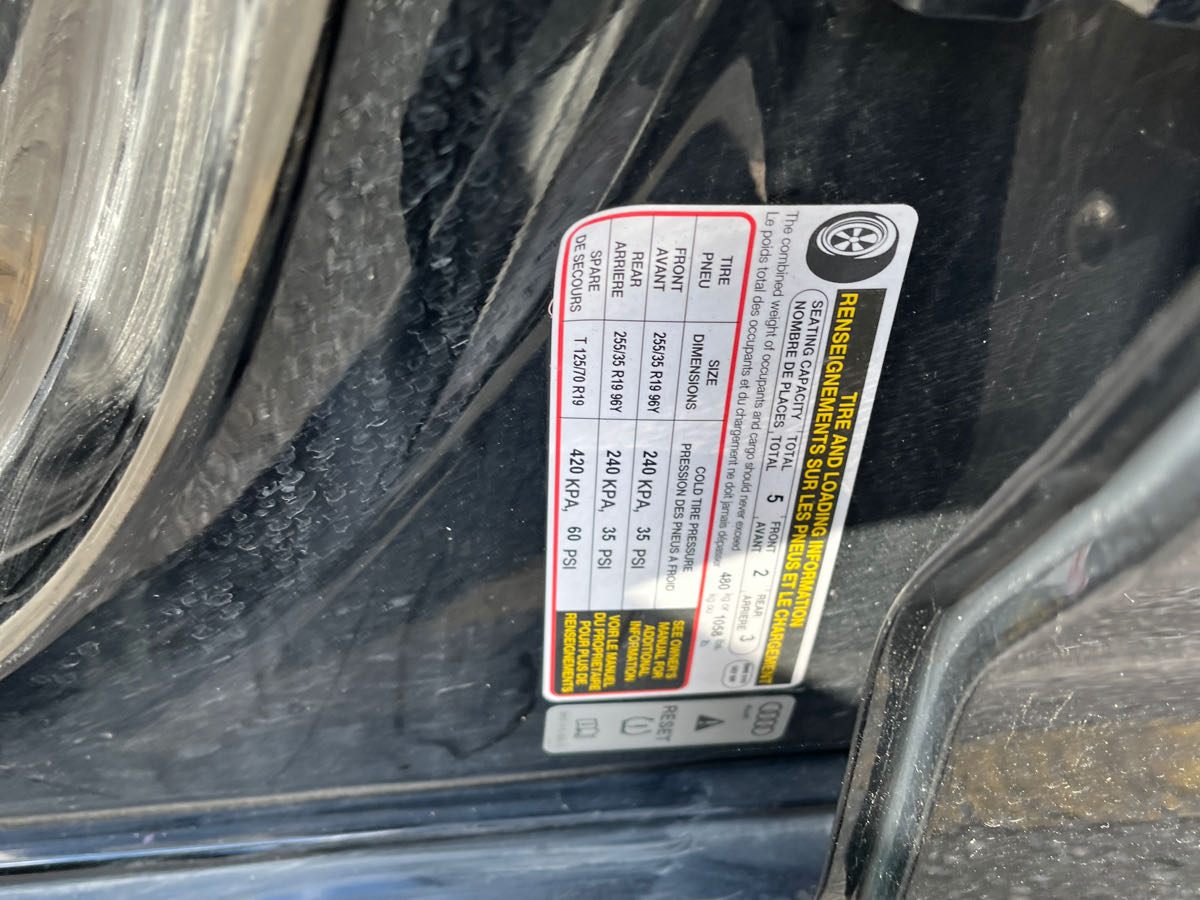 TIRE AND LOADING INFORMATION
RENSEIGNEMENTS SUR LES PNEUS ET LE CHARGEMENT
SEATING CAPACITY TOTAL 5 FRONT 2 REAR 3
NOMBRE DE PLACES TOTAL AVANT ARRIERE
The combined weight of occupants and cargo should never exceed 480 kg or 1058 lbs.
Le poids total des occupants et du chargement ne doit jamais dépasser kg ou lb
TIRE SIZE COLD TIRE PRESSURE
PNEU DIMENSIONS PRESSION DES PNEUS À FROID
FRONT
AVANT 255/35 R19 96Y 240 KPA, 35 PSI
REAR
ARRIERE 255/35 R19 96Y 240 KPA, 35 PSI
SPARE
DE SECOURS T 125/70 R19 420 KPA, 60 PSI
SEE OWNER'S
MANUAL FOR
ADDITIONAL
INFORMATION
VOIR LE MANUEL
DU PROPRIETAIRE
POUR PLUS DE
RENSEIGNEMENTS
RESET